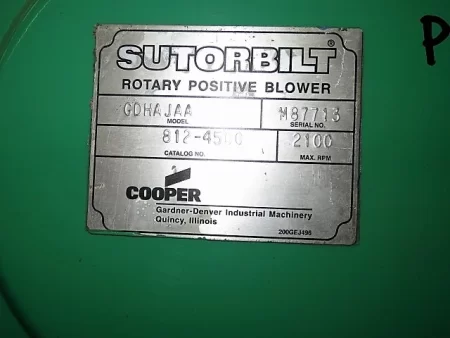 SUTORBILT®
ROTARY POSITIVE BLOWER
GDHAJAA M87713
MODEL SERIAL NO.
2100
CATALOG NO. MAX. RPM
COOPER
Gardner-Denver Industrial Machinery
Quincy, Illinois
200GEJ498
P